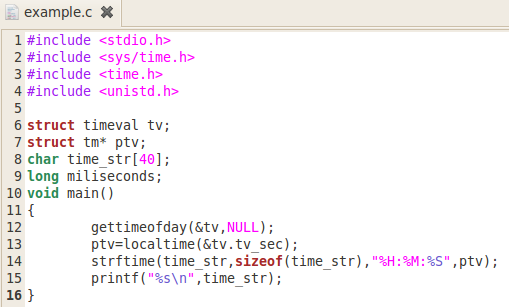 example.c
1 #include <stdio.h>
2 #include <sys/time.h>
3 #include <time.h>
4 #include <unistd.h>
5
6 struct timeval tv;
7 struct tm* ptv;
8 char time_str[40];
9 long miliseconds;
10 void main()
11 {
12         gettimeofday(&tv,NULL);
13         ptv=localtime(&tv.tv_sec);
14         strftime(time_str,sizeof(time_str),"%H:%M:%S",ptv);
15         printf("%s\n",time_str);
16 }